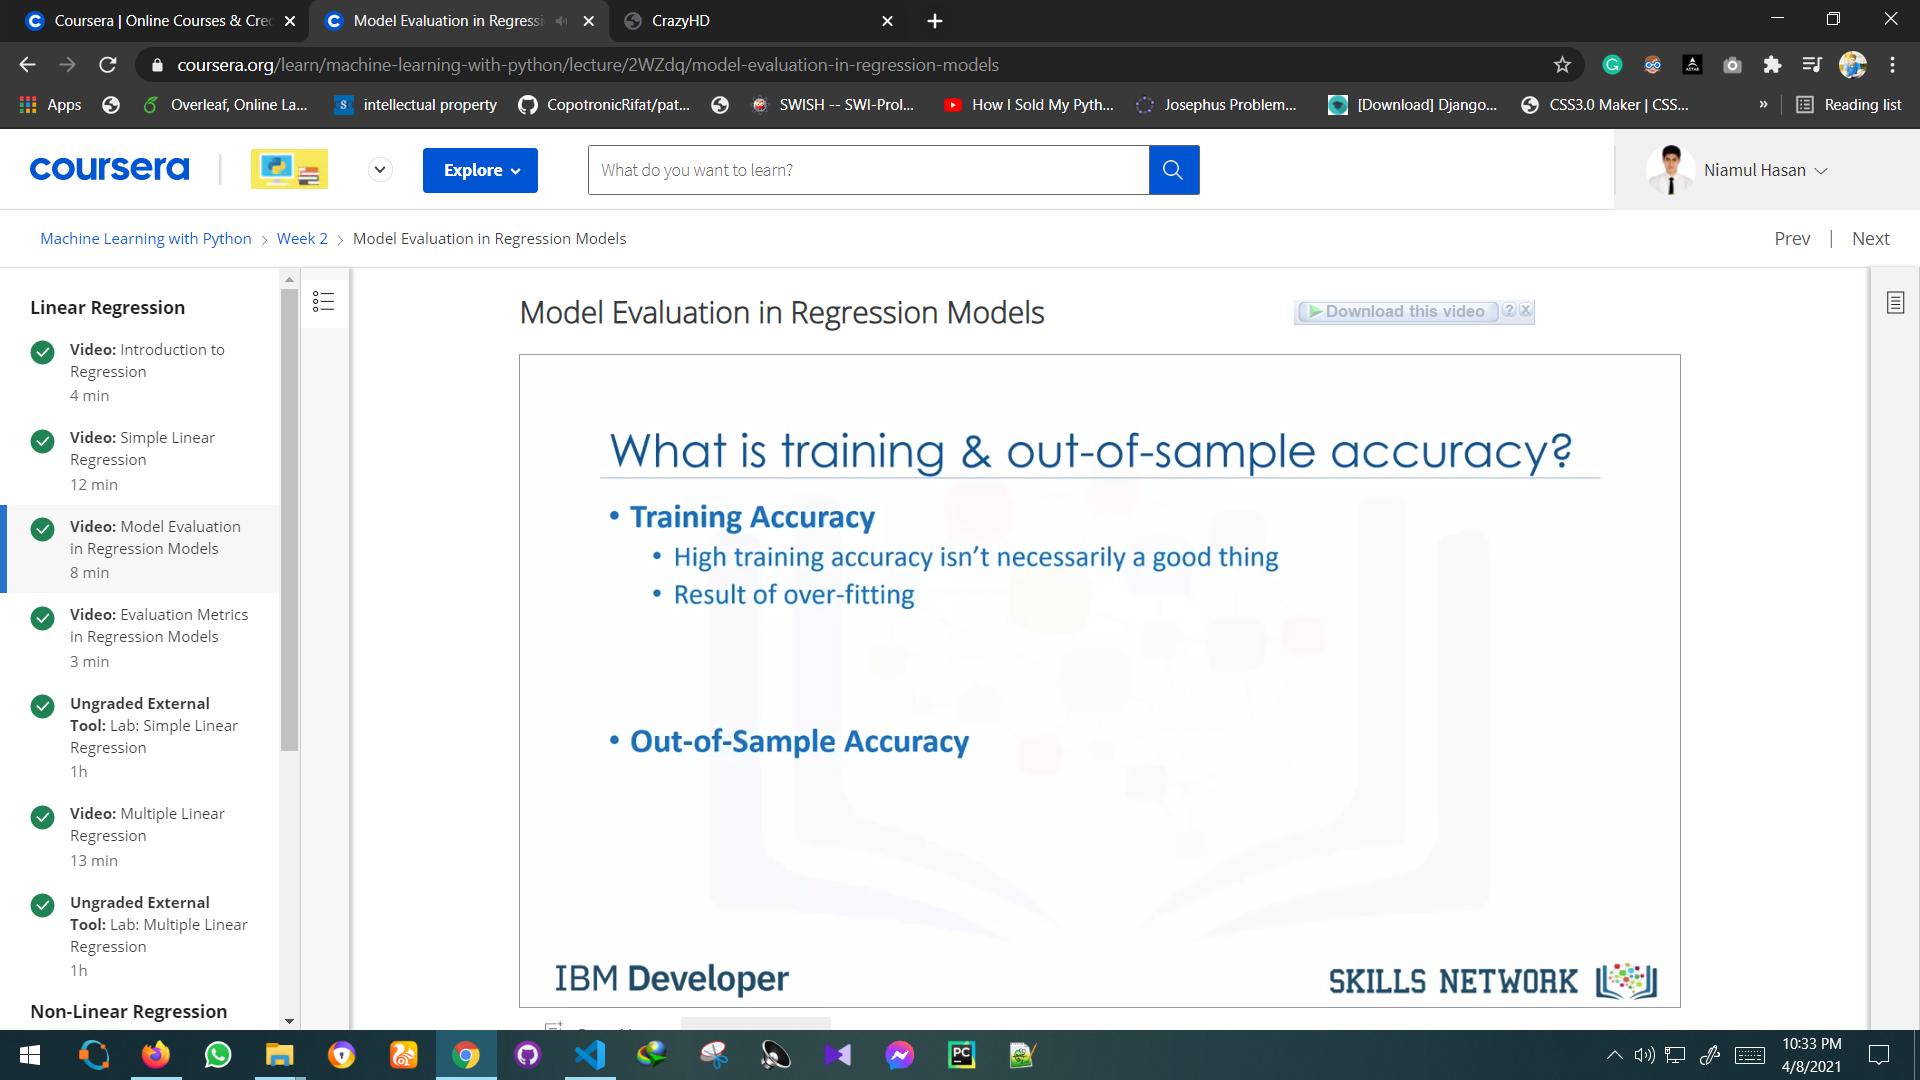 Coursera | Online Courses & Cre
Model Evaluation in Regressi
CrazyHD
coursera.org/learn/machine-learning-with-python/lecture/2WZdq/model-evaluation-in-regression-models
Apps
Overleaf, Online La...
intellectual property
CopotronicRifat/pat...
SWISH -- SWI-Prol...
How I Sold My Pyth...
Josephus Problem...
[Download] Django...
CSS3.0 Maker | CSS...
»
Reading list
coursera
Explore
What do you want to learn?
Niamul Hasan
Machine Learning with Python > Week 2 > Model Evaluation in Regression Models
Prev | Next
Linear Regression
Video: Introduction to
Regression
4 min
Video: Simple Linear
Regression
12 min
Video: Model Evaluation
in Regression Models
8 min
Video: Evaluation Metrics
in Regression Models
3 min
Ungraded External
Tool: Lab: Simple Linear
Regression
1h
Video: Multiple Linear
Regression
13 min
Ungraded External
Tool: Lab: Multiple Linear
Regression
1h
Non-Linear Regression
Model Evaluation in Regression Models
Download this video
What is training & out-of-sample accuracy?
• Training Accuracy
• High training accuracy isn’t necessarily a good thing
• Result of over-fitting
• Out-of-Sample Accuracy
IBM Developer
SKILLS NETWORK
PC
10:33 PM
4/8/2021